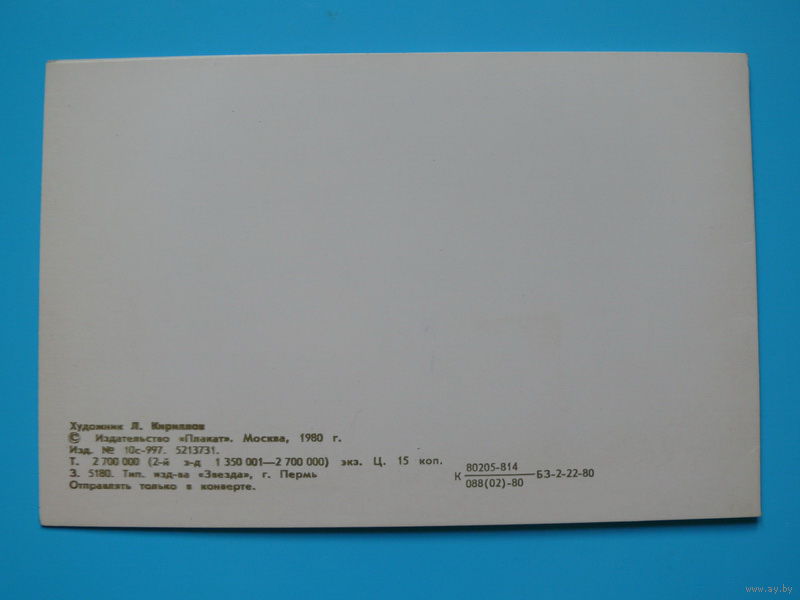 Художник Л. Кириллов
© Издательство «Плакат». Москва, 1980 г.
Изд. № 10с-997. 5213731.
Т. 2 700 000 (2-й з-д 1 350 001—2 700 000) экз. Ц. 15 коп.
З. 5180. Тип. изд-ва «Звезда», г. Пермь
Отправлять только в конверте.
80205-814
К БЗ-2-22-80
088(02)-80
www.ay.by